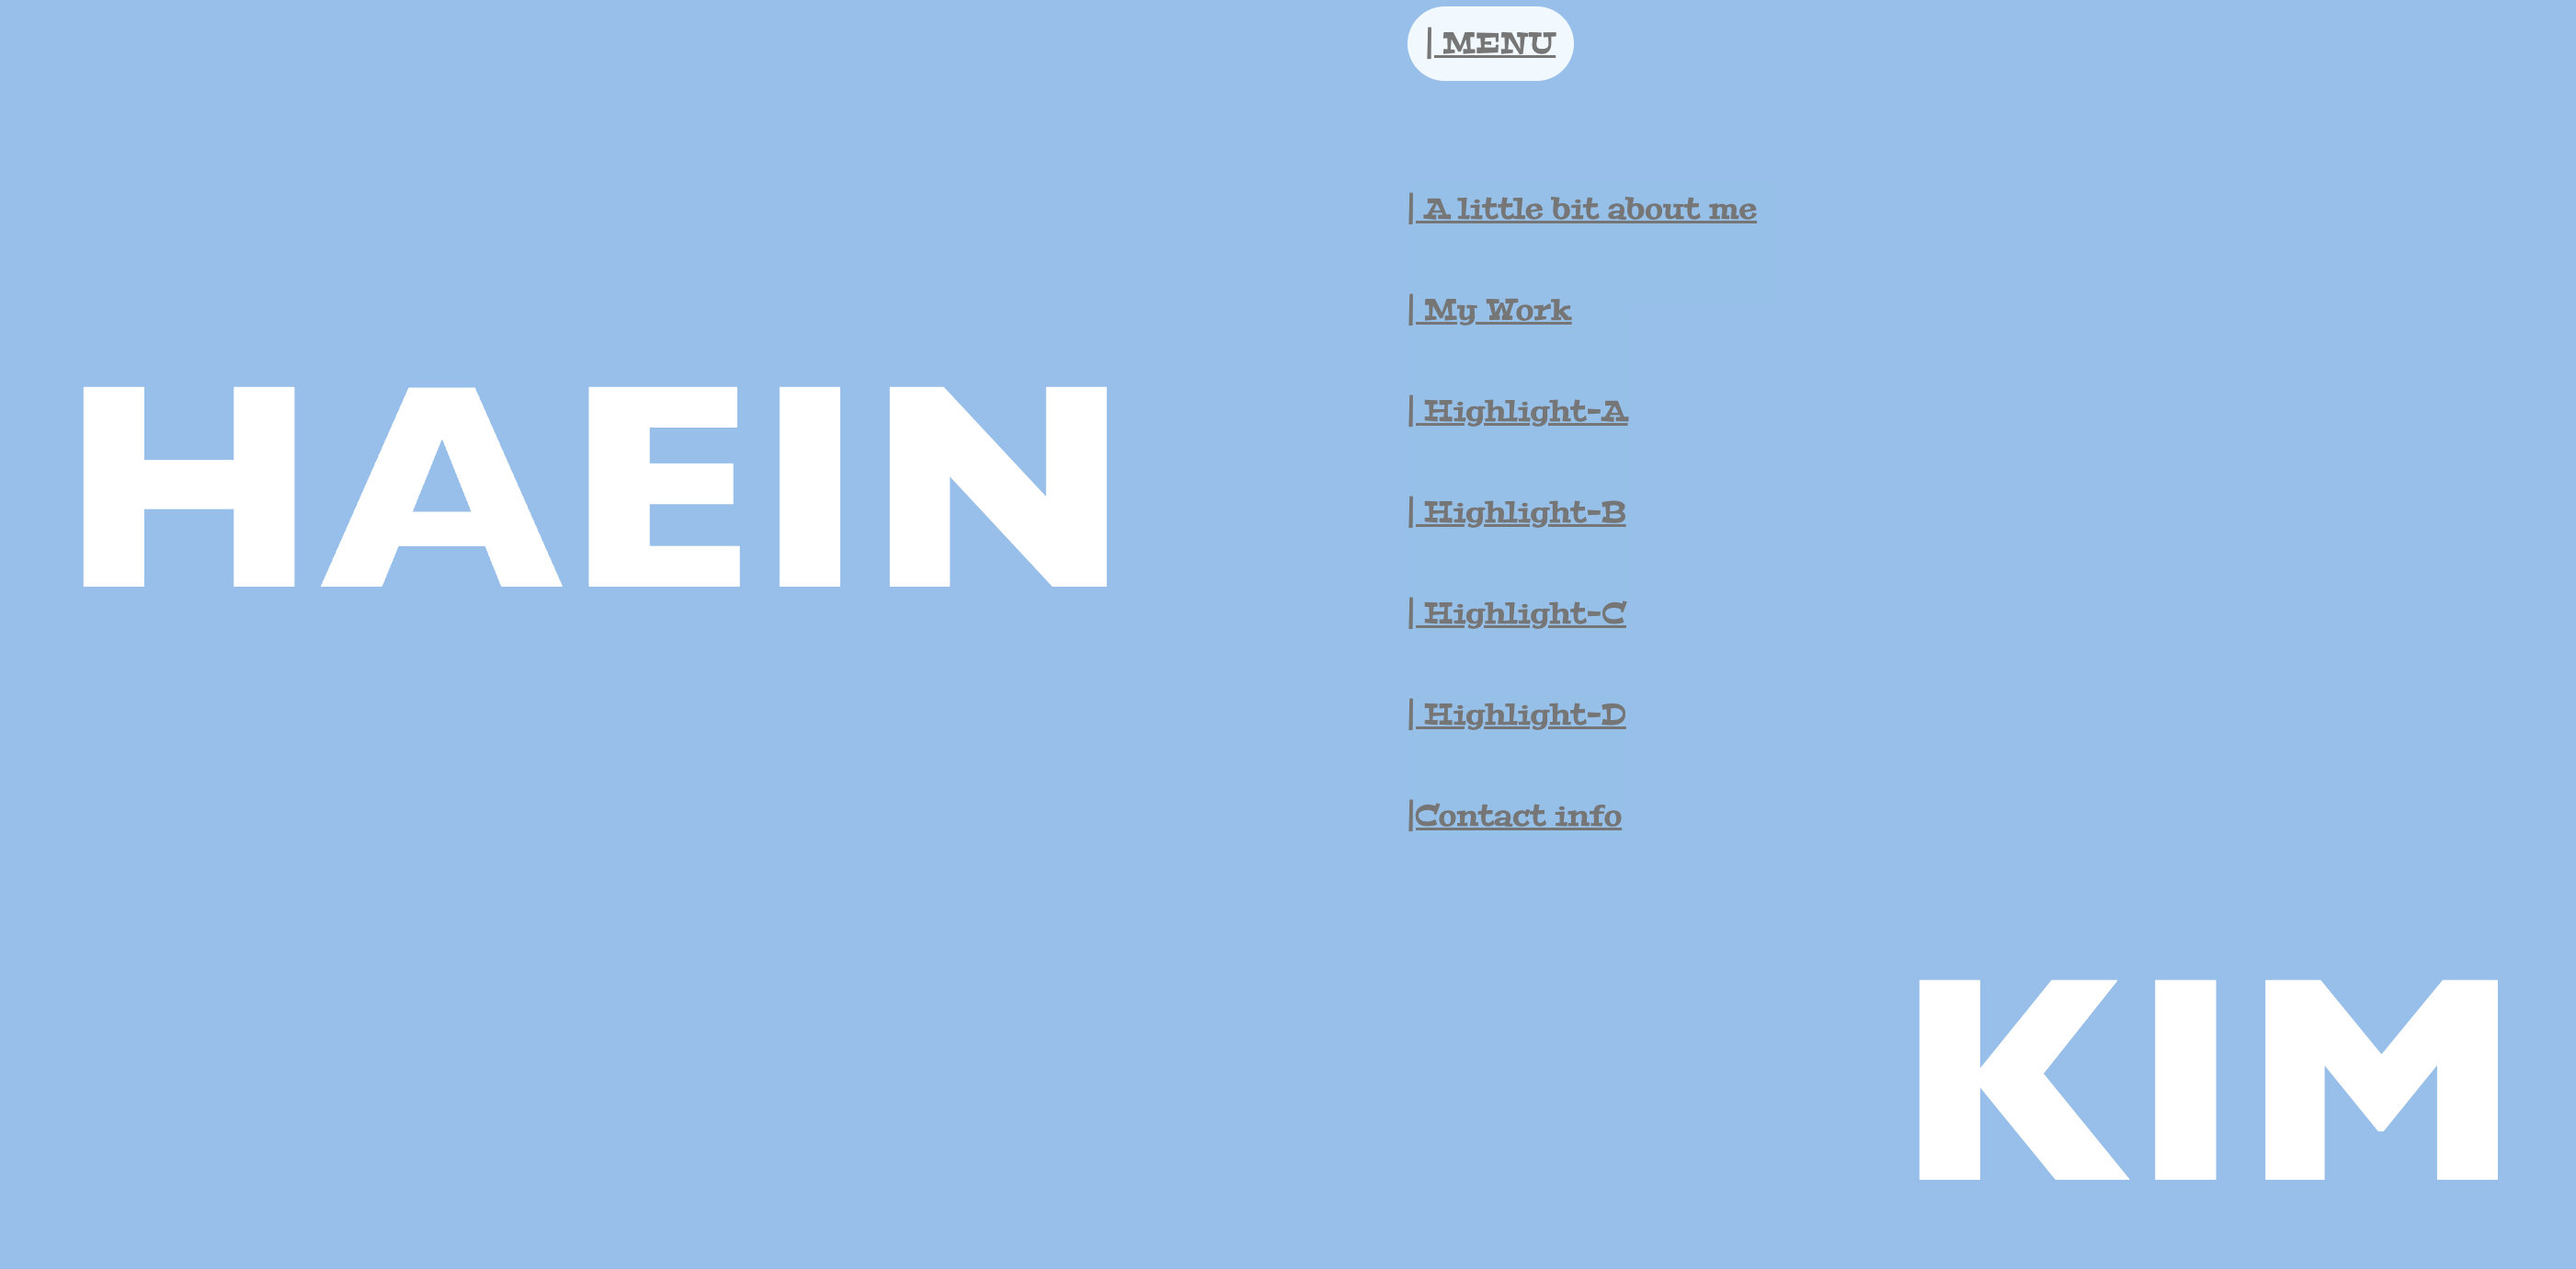 | MENU
| A little bit about me
| My Work
| Highlight-A
HAEIN
| Highlight-B
| Highlight-C
| Highlight-D
|Contact info
KIM